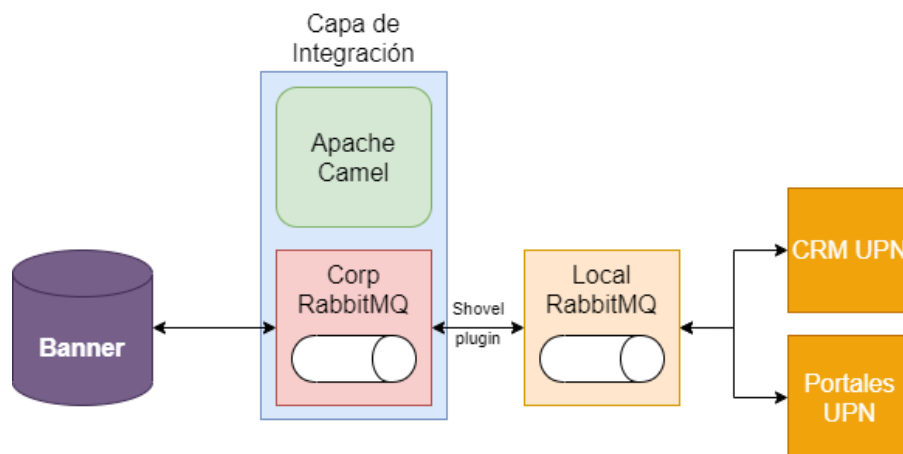 Capa de
Integración
Apache
Camel
Corp
RabbitMQ
Local
RabbitMQ
Shovel
plugin
Banner
CRM UPN
Portales
UPN